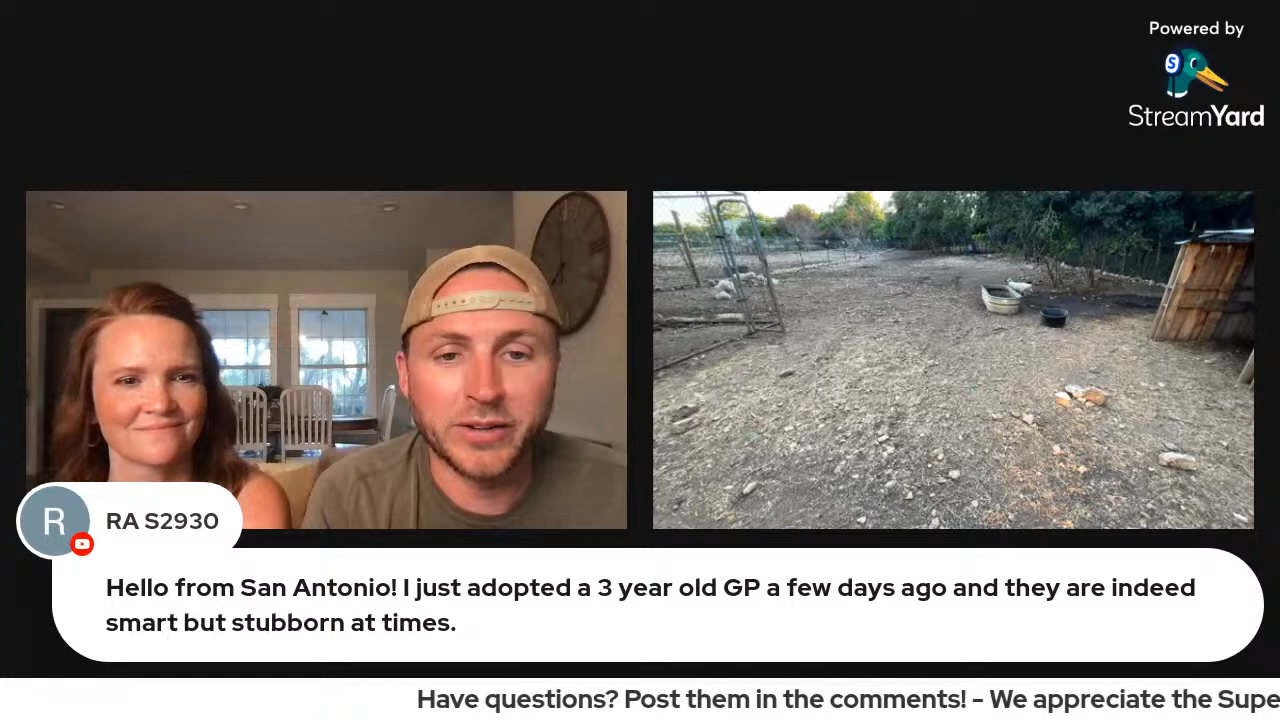 Powered by
S
StreamYard
R
RA S2930
Hello from San Antonio! I just adopted a 3 year old GP a few days ago and they are indeed
smart but stubborn at times.
Have questions? Post them in the comments! - We appreciate the Supe